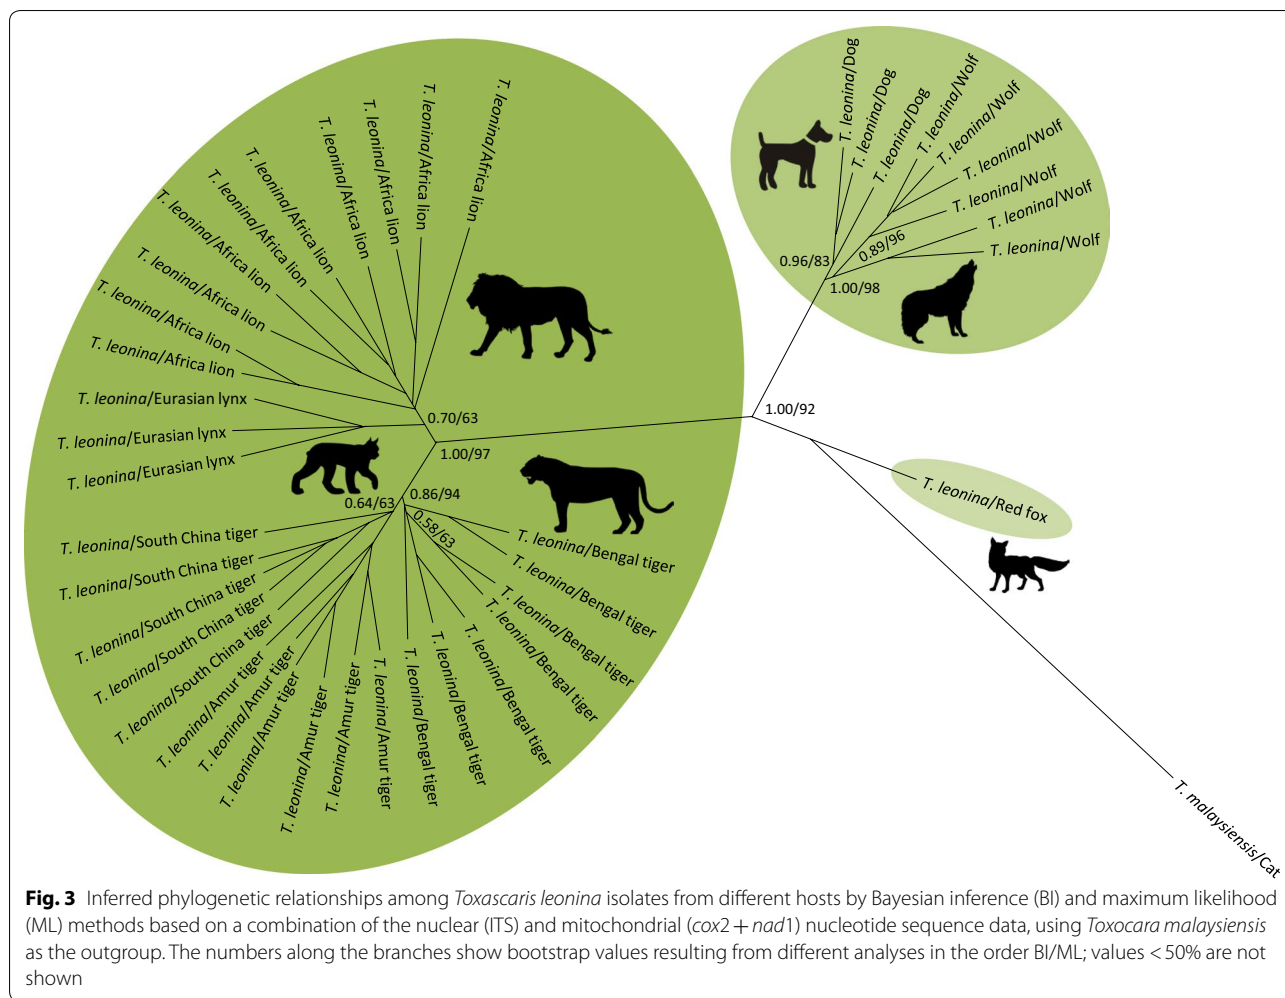 T. leonina/Africa lion
T. leonina/Africa lion
T. leonina/Africa lion
T. leonina/Africa lion
T. leonina/Africa lion
T. leonina/Africa lion
T. leonina/Africa lion
T. leonina/Africa lion
T. leonina/Africa lion
T. leonina/Africa lion
T. leonina/Eurasian lynx
T. leonina/Eurasian lynx
T. leonina/Eurasian lynx
0.70/63
1.00/97
0.86/94
0.64/63
0.58/63
T. leonina/South China tiger
T. leonina/South China tiger
T. leonina/South China tiger
T. leonina/South China tiger
T. leonina/South China tiger
T. leonina/Amur tiger
T. leonina/Amur tiger
T. leonina/Amur tiger
T. leonina/Amur tiger
T. leonina/Amur tiger
T. leonina/Amur tiger
T. leonina/Bengal tiger
T. leonina/Bengal tiger
T. leonina/Bengal tiger
T. leonina/Bengal tiger
T. leonina/Bengal tiger
T. leonina/Bengal tiger
T. leonina/Bengal tiger
T. leonina/Dog
T. leonina/Dog
T. leonina/Dog
T. leonina/Wolf
T. leonina/Wolf
T. leonina/Wolf
T. leonina/Wolf
T. leonina/Wolf
T. leonina/Wolf
0.96/83
0.89/96
1.00/98
1.00/92
T. leonina/Red fox
T. malaysiensis/Cat
Fig. 3 Inferred phylogenetic relationships among Toxascaris leonina isolates from different hosts by Bayesian inference (BI) and maximum likelihood
(ML) methods based on a combination of the nuclear (ITS) and mitochondrial (cox2 + nad1) nucleotide sequence data, using Toxocara malaysiensis
as the outgroup. The numbers along the branches show bootstrap values resulting from different analyses in the order BI/ML; values < 50% are not
shown